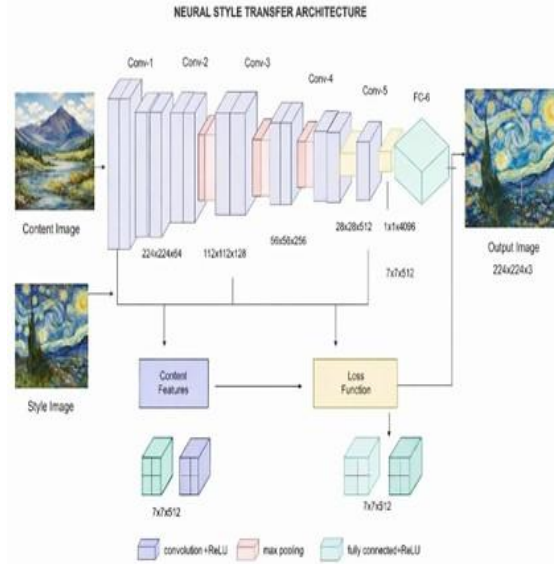 NEURAL STYLE TRANSFER ARCHITECTURE
Conv-1
Conv-2
Conv-3
Conv-4
Conv-5
FC-6
Content Image
224x224x64
112x112x128
56x56x256
28x28x512
1x1x4096
7x7x512
Output Image
224x224x3
Style Image
Content
Features
Loss
Function
7x7x512
7x7x512
convolution+ReLU
max pooling
fully connected+ReLU